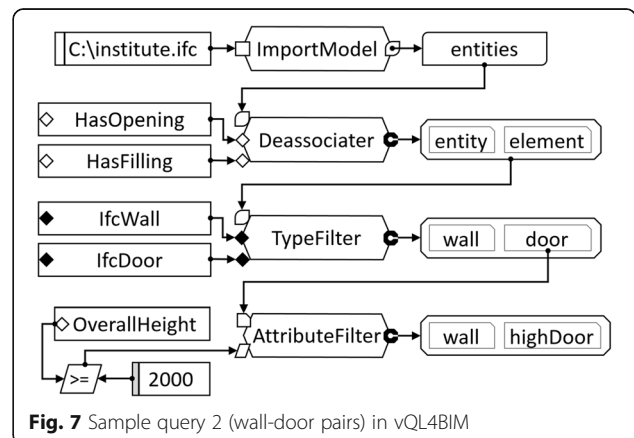 C:\institute.ifc ImportModel entities
HasOpening
Deassociater entity element
HasFilling
IfcWall
TypeFilter wall door
IfcDoor
OverallHeight
AttributeFilter wall highDoor
>= 2000
Fig. 7 Sample query 2 (wall-door pairs) in vQL4BIM